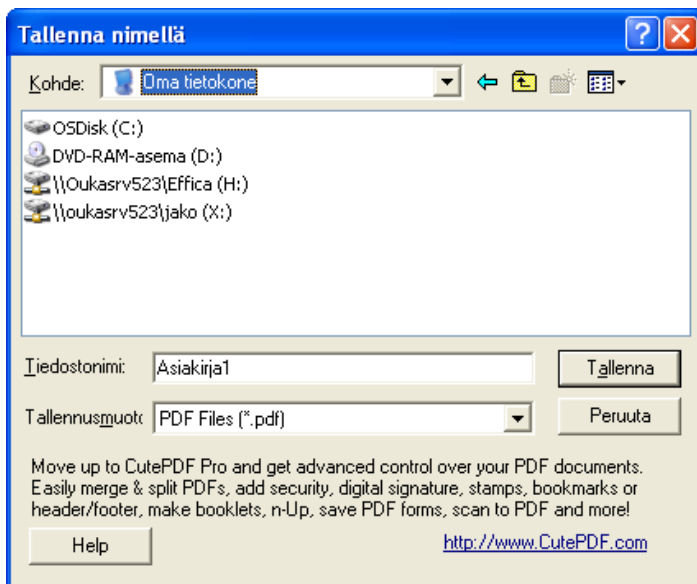 Tallenna nimellä
Kohde: Oma tietokone
OSDisk (C:)
DVD-RAM-asema (D:)
\\Oukasrv523\Effica (H:)
\\oukasrv523\jako (X:)
Tiedostonimi: Asiakirja1 Tallenna
Tallennusmuoto PDF Files (*.pdf) Peruuta
Move up to CutePDF Pro and get advanced control over your PDF documents.
Easily merge & split PDFs, add security, digital signature, stamps, bookmarks or
header/footer, make booklets, n-Up, save PDF forms, scan to PDF and more!
Help http://www.CutePDF.com